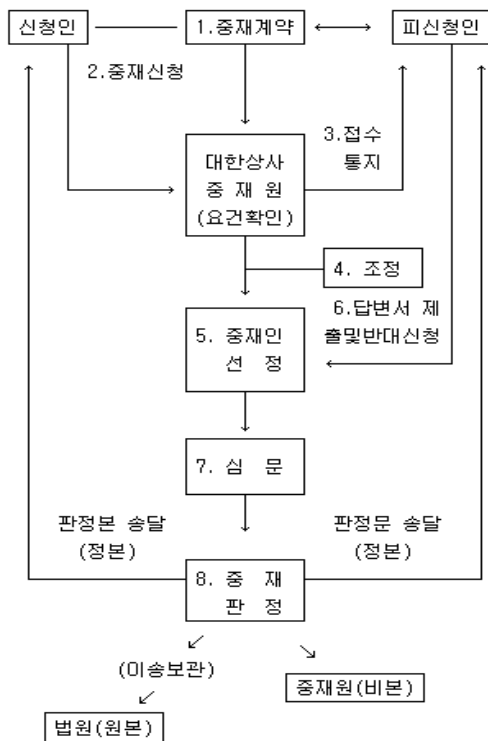 신청인
1.중재계약
피신청인
2.중재신청
3.접수
통지
대한상사
중 재 원
(요건확인)
4. 조정
6.답변서 제
출및반대신청
5. 중재인
선 정
7. 심 문
판정본 송달
(정본)
판정문 송달
(정본)
8. 중 재
판 정
(이송보관)
중재원(비본)
법원(원본)